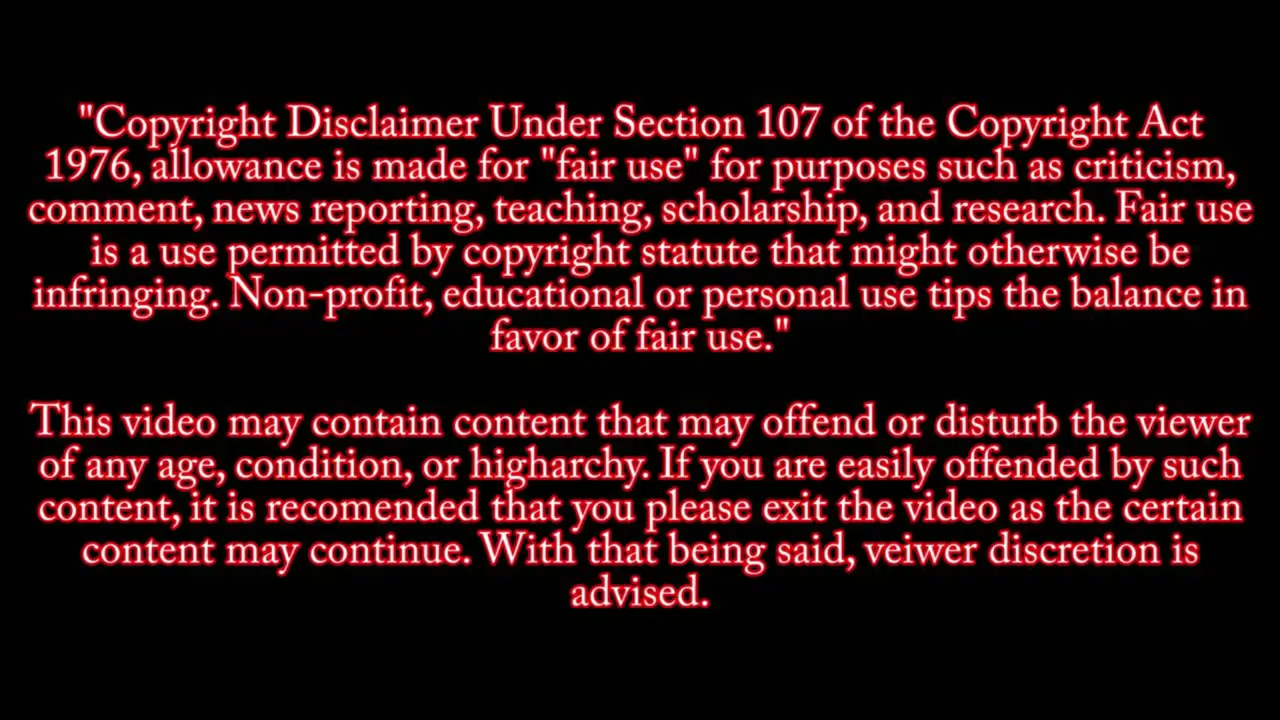 "Copyright Disclaimer Under Section 107 of the Copyright Act
1976, allowance is made for "fair use" for purposes such as criticism,
comment, news reporting, teaching, scholarship, and research. Fair use
is a use permitted by copyright statute that might otherwise be
infringing. Non-profit, educational or personal use tips the balance in
favor of fair use."
This video may contain content that may offend or disturb the viewer
of any age, condition, or higharchy. If you are easily offended by such
content, it is recomended that you please exit the video as the certain
content may continue. With that being said, veiwer discretion is
advised.